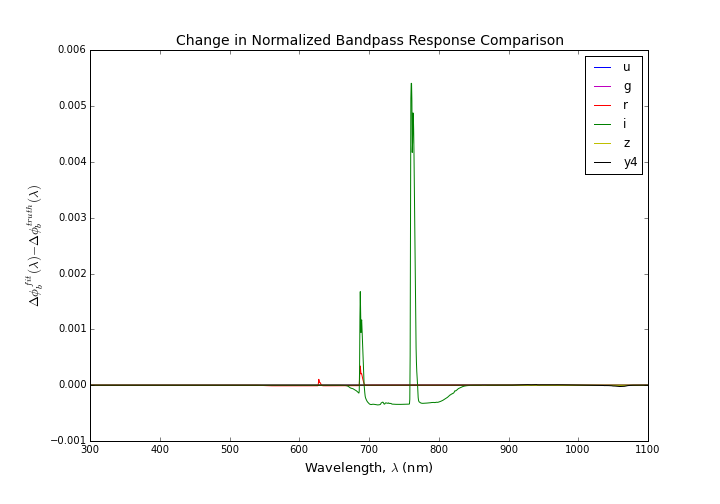 Change in Normalized Bandpass Response Comparison
0.006
0.005
0.004
0.003
0.002
0.001
0.000
−0.001
Δϕ_b^fit(λ)−Δϕ_b^truth(λ)
u
g
r
i
z
y4
300 400 500 600 700 800 900 1000 1100
Wavelength, λ (nm)